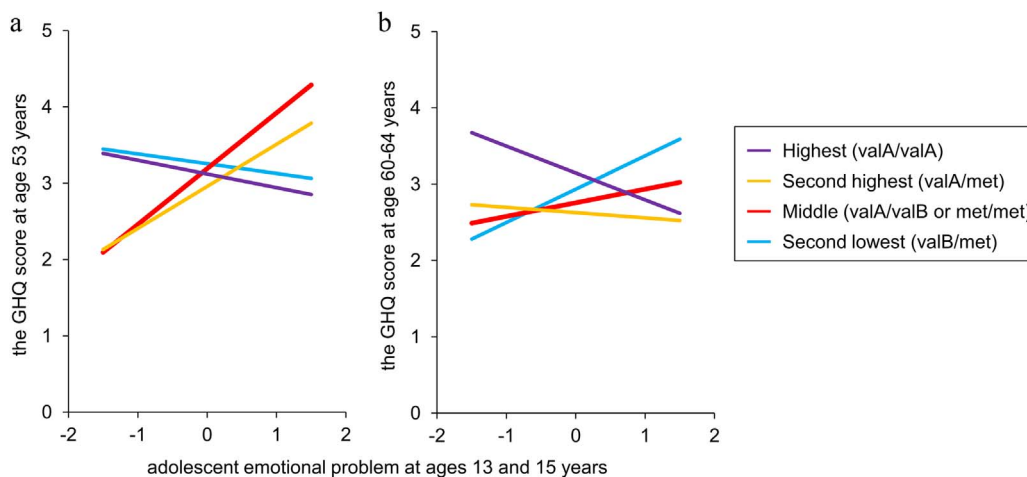 a
the GHQ score at age 53 years
5
4
3
2
1
0
-2
-1
0
1
2
b
the GHQ score at age 60-64 years
5
4
3
2
1
0
-2
-1
0
1
2
adolescent emotional problem at ages 13 and 15 years
Highest (valA/valA)
Second highest (valA/met)
Middle (valA/valB or met/met)
Second lowest (valB/met)